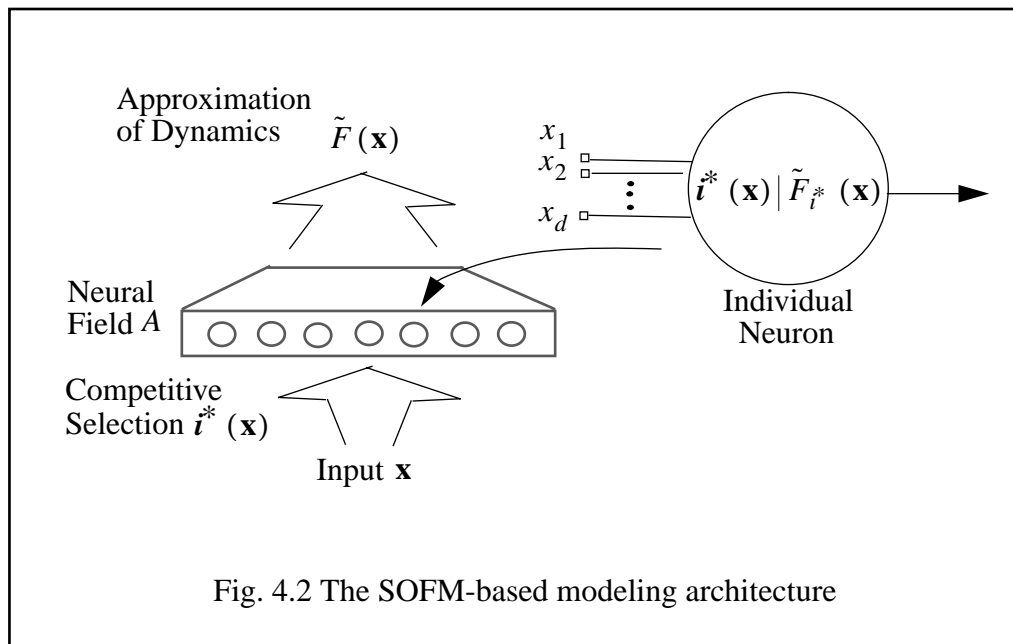 Approximation
of Dynamics
F̃ (x)
x₁
x₂
x_d
i* (x) | F̃_{i*} (x)
Individual
Neuron
Neural
Field A
Competitive
Selection i* (x)
Input x
Fig. 4.2 The SOFM-based modeling architecture